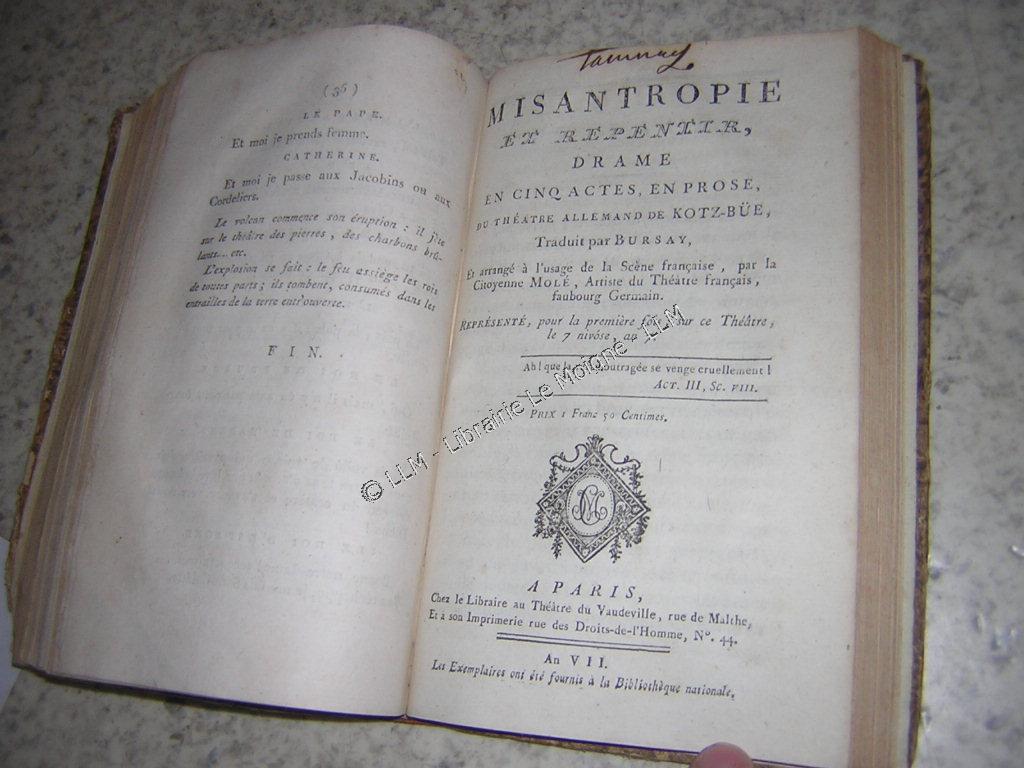 (36)
LE PAPE.
Et moi je prends femme.
CATHERINE.
Et moi je passe aux Jacobins ou aux
Cordeliers.
Le volcan commence son éruption : il jète
sur le théâtre des pierres, des charbons brû-
lants.... etc.
L'explosion se fait : le feu assiège les rois
de toutes parts ; ils tombent, consumés dans les
entrailles de la terre entr'ouverte.
FIN.
MISANTROPIE
ET REPENTIR,
DRAME
EN CINQ ACTES, EN PROSE,
DU THÉATRE ALLEMAND DE KOTZ-BÜE,
Traduit par BURSAY,
Et arrangé à l'usage de la Scène française, par la
Citoyenne MOLÉ, Artiste du Théatre français,
faubourg Germain.
REPRÉSENTÉ, pour la première fois, sur ce Théâtre,
le 7 nivôse, an
Ah ! que la outragée se venge cruellement !
ACT. III, Sc. VIII.
PRIX 1 Franc 50 Centimes.
A PARIS,
Chez le Libraire au Théâtre du Vaudeville, rue de Malthe,
Et à son Imprimerie rue des Droits-de-l'Homme, N°. 44.
An VII.
Les Exemplaires ont été fournis à la Bibliothèque nationale.
© LLM - Librairie Le Moigne - LLM